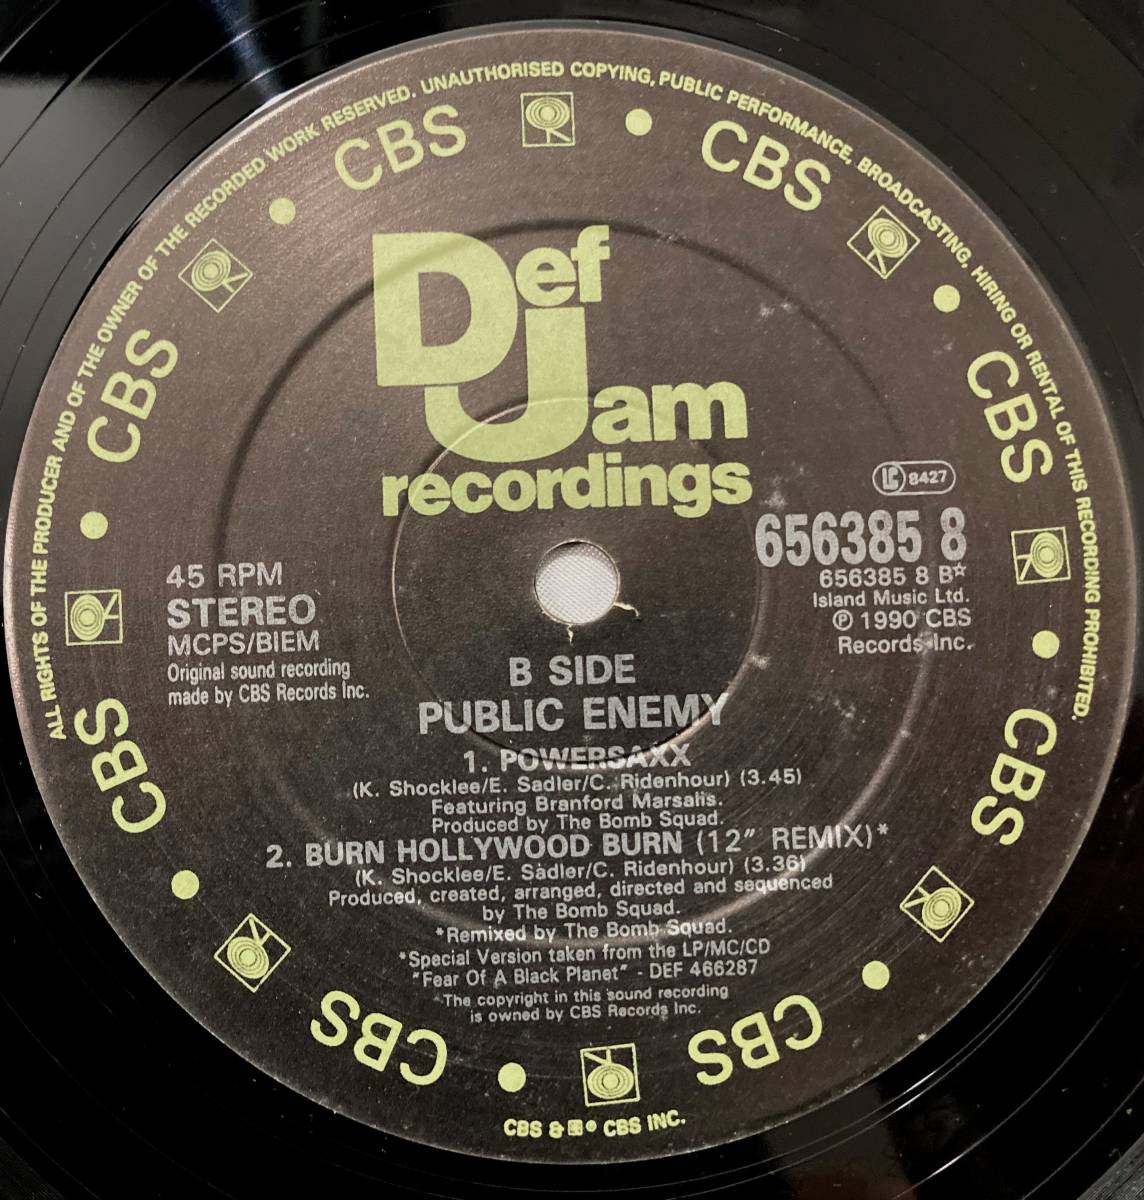 ALL RIGHTS OF THE PRODUCER AND OF THE OWNER OF THE RECORDED WORK RESERVED. UNAUTHORISED COPYING, PUBLIC PERFORMANCE, BROADCASTING, HIRING OR RENTAL OF THIS RECORDING PROHIBITED.
CBS
CBS
CBS
CBS
CBS
CBS
CBS
CBS
Def
Jam
recordings
LC 8427
656385 8
656385 8 B☆
Island Music Ltd.
℗ 1990 CBS
Records Inc.
45 RPM
STEREO
MCPS/BIEM
Original sound recording
made by CBS Records Inc.
B SIDE
PUBLIC ENEMY
1. POWERSAXX
(K. Shocklee/E. Sadler/C. Ridenhour) (3.45)
Featuring Branford Marsalis.
Produced by The Bomb Squad.
2. BURN HOLLYWOOD BURN (12" REMIX)*
(K. Shocklee/E. Sadler/C. Ridenhour) (3.36)
Produced, created, arranged, directed and sequenced
by The Bomb Squad.
*Remixed by The Bomb Squad.
*Special Version taken from the LP/MC/CD
"Fear Of A Black Planet" - DEF 466287
*The copyright in this sound recording
is owned by CBS Records Inc.
CBS & ® CBS INC.